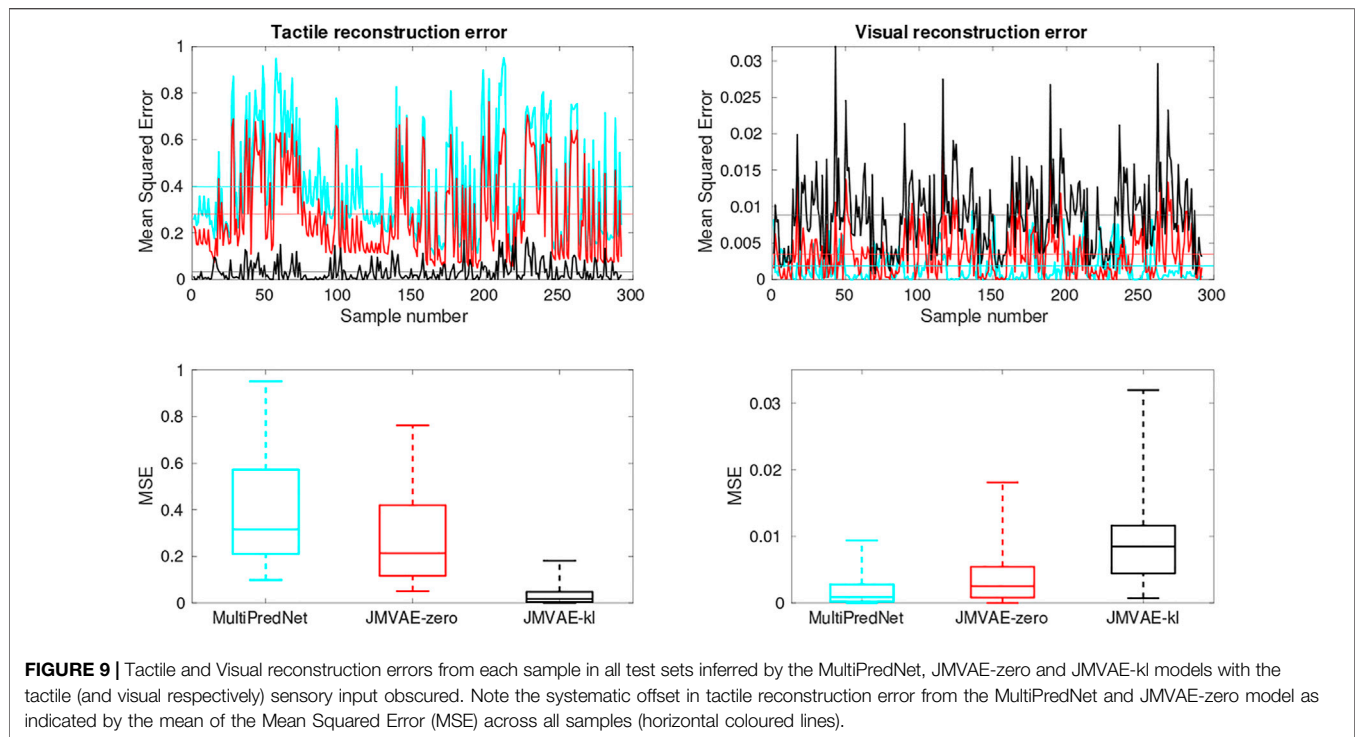 Tactile reconstruction error
Visual reconstruction error
Mean Squared Error
1
0.8
0.6
0.4
0.2
0
0
50
100
150
200
250
300
Sample number
Mean Squared Error
0.03
0.025
0.02
0.015
0.01
0.005
0
0
50
100
150
200
250
300
Sample number
MSE
1
0.8
0.6
0.4
0.2
0
MultiPredNet
JMVAE-zero
JMVAE-kl
MSE
0.03
0.02
0.01
0
MultiPredNet
JMVAE-zero
JMVAE-kl
FIGURE 9 | Tactile and Visual reconstruction errors from each sample in all test sets inferred by the MultiPredNet, JMVAE-zero and JMVAE-kl models with the
tactile (and visual respectively) sensory input obscured. Note the systematic offset in tactile reconstruction error from the MultiPredNet and JMVAE-zero model as
indicated by the mean of the Mean Squared Error (MSE) across all samples (horizontal coloured lines).